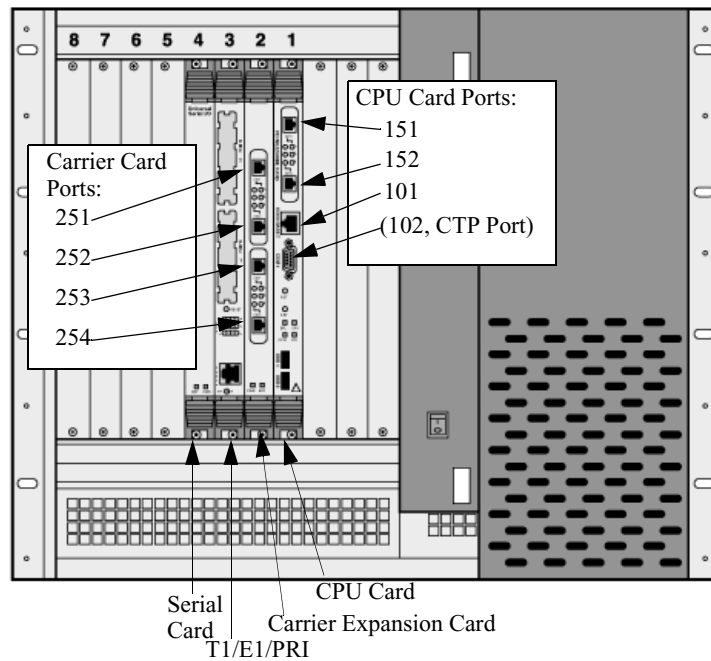 8 7 6 5 4 3 2 1
CPU Card Ports:
151
152
101
(102, CTP Port)
Carrier Card
Ports:
251
252
253
254
CPU Card
Serial
Card
Carrier Expansion Card
T1/E1/PRI